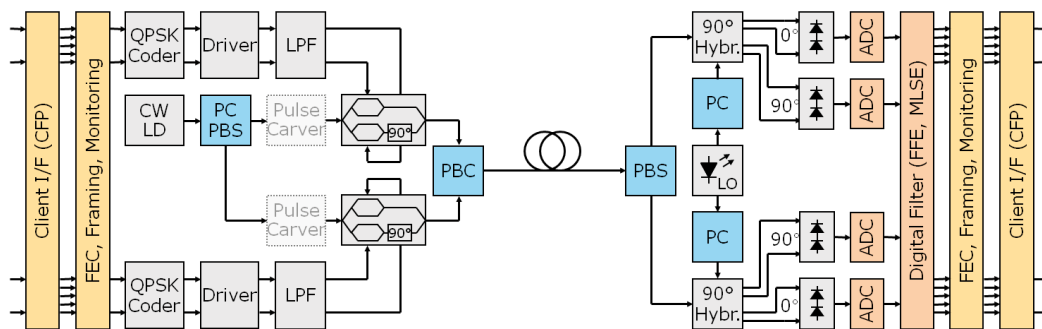 Client I/F (CFP)
FEC, Framing, Monitoring
QPSK
Coder
Driver
LPF
CW
LD
PC
PBS
Pulse
Carver
90°
Pulse
Carver
90°
QPSK
Coder
Driver
LPF
PBC
PBS
90°
Hybr.
PC
LO
PC
90°
Hybr.
0°
90°
90°
0°
ADC
ADC
ADC
ADC
Digital Filter (FFE, MLSE)
FEC, Framing, Monitoring
Client I/F (CFP)